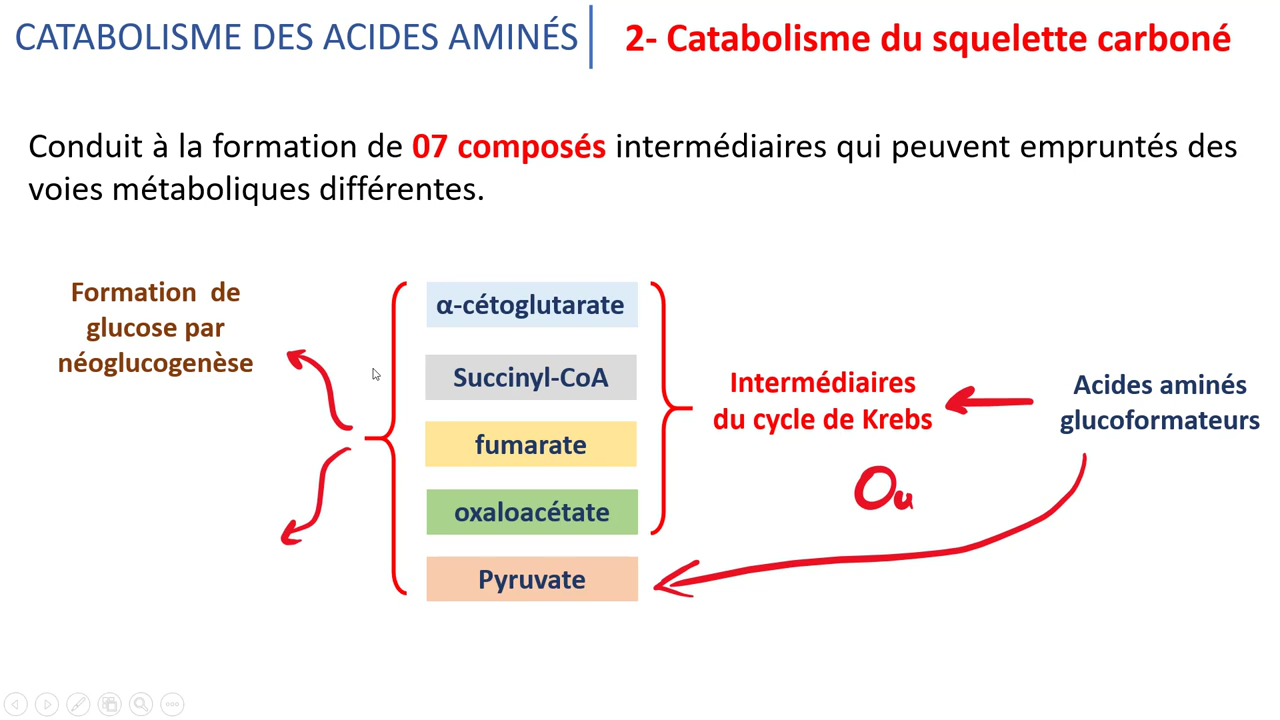 CATABOLISME DES ACIDES AMINÉS
2- Catabolisme du squelette carboné
Conduit à la formation de 07 composés intermédiaires qui peuvent empruntés des
voies métaboliques différentes.
Formation de
glucose par
néoglucogenèse
α-cétoglutarate
Succinyl-CoA
fumarate
oxaloacétate
Pyruvate
Intermédiaires
du cycle de Krebs
Ou
Acides aminés
glucoformateurs